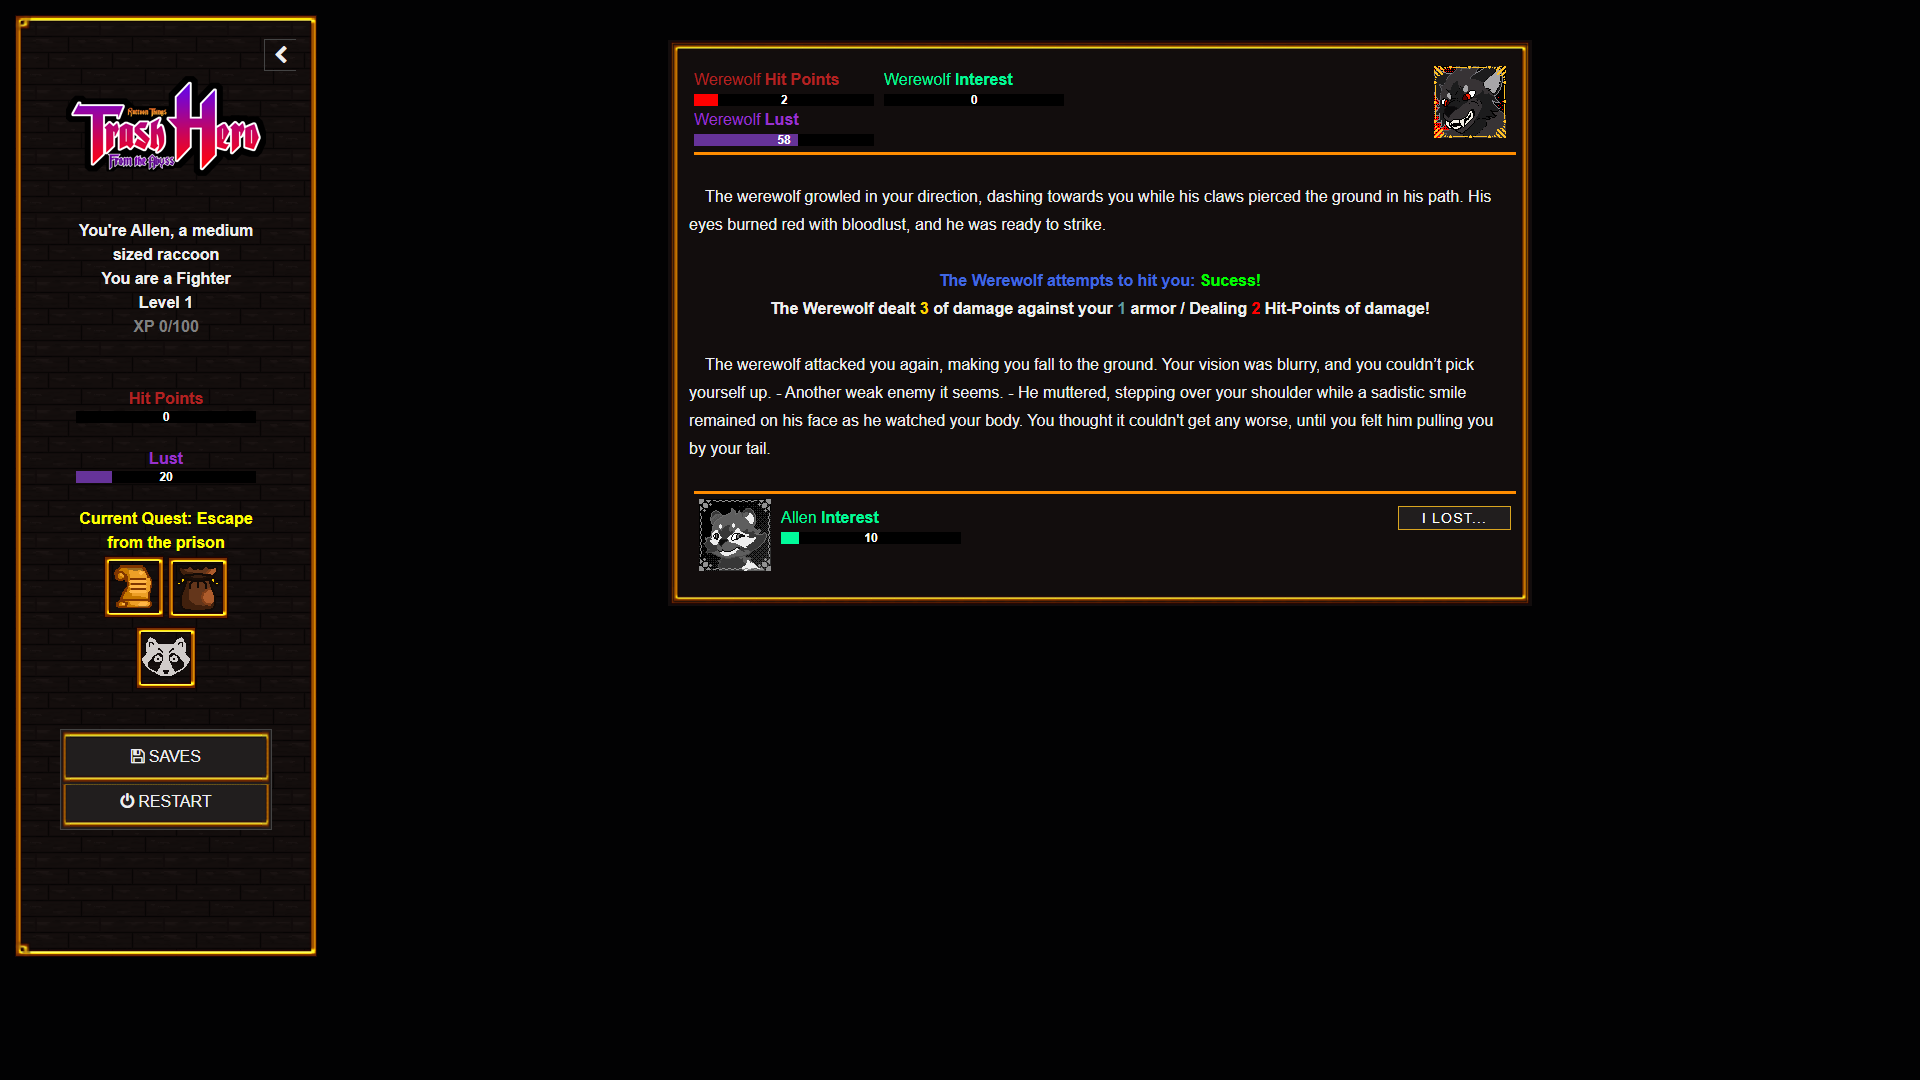 Raccoon Things
Trash Hero
From the Abyss
You're Allen, a medium
sized raccoon
You are a Fighter
Level 1
XP 0/100
Hit Points
0
Lust
20
Current Quest: Escape
from the prison
SAVES
RESTART
Werewolf Hit Points
2
Werewolf Interest
0
Werewolf Lust
58
The werewolf growled in your direction, dashing towards you while his claws pierced the ground in his path. His
eyes burned red with bloodlust, and he was ready to strike.
The Werewolf attempts to hit you: Sucess!
The Werewolf dealt 3 of damage against your 1 armor / Dealing 2 Hit-Points of damage!
The werewolf attacked you again, making you fall to the ground. Your vision was blurry, and you couldn’t pick
yourself up. - Another weak enemy it seems. - He muttered, stepping over your shoulder while a sadistic smile
remained on his face as he watched your body. You thought it couldn't get any worse, until you felt him pulling you
by your tail.
Allen Interest
10
I LOST...